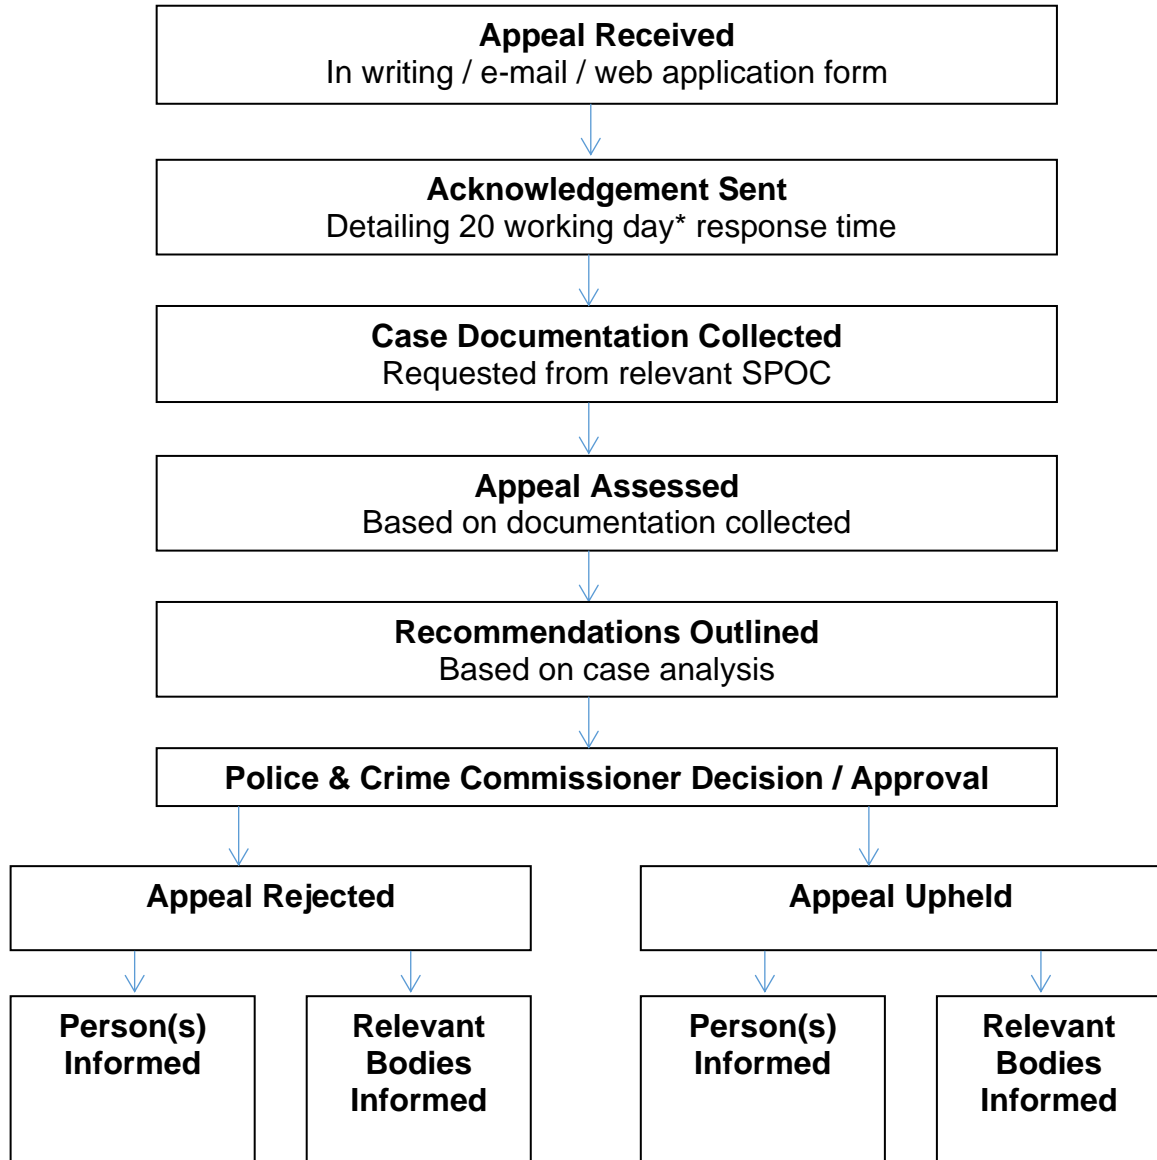 Appeal Received
In writing / e-mail / web application form
Acknowledgement Sent
Detailing 20 working day* response time
Case Documentation Collected
Requested from relevant SPOC
Appeal Assessed
Based on documentation collected
Recommendations Outlined
Based on case analysis
Police & Crime Commissioner Decision / Approval
Appeal Rejected
Appeal Upheld
Person(s)
Informed
Relevant
Bodies
Informed
Person(s)
Informed
Relevant
Bodies
Informed